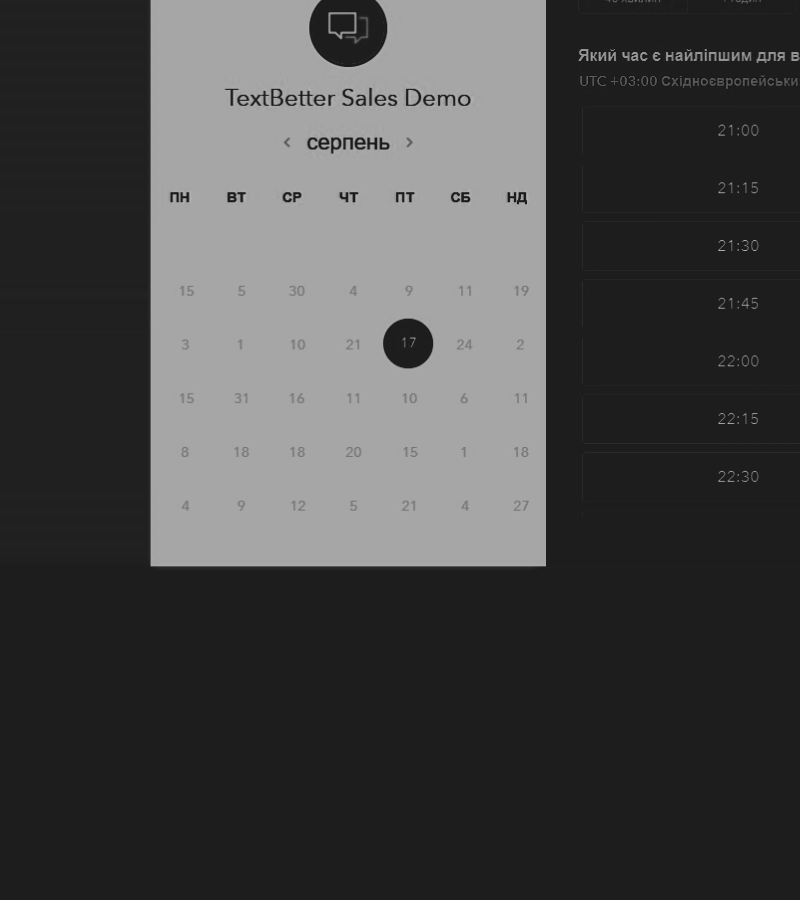 TextBetter Sales Demo
< серпень >
ПН ВТ СР ЧТ ПТ СБ НД
15 5 30 4 9 11 19
3 1 10 21 17 24 2
15 31 16 11 10 6 11
8 18 18 20 15 1 18
4 9 12 5 21 4 27
Який час є найліпшим для в
UTC +03:00 Східноєвропейськи
21:00
21:15
21:30
21:45
22:00
22:15
22:30